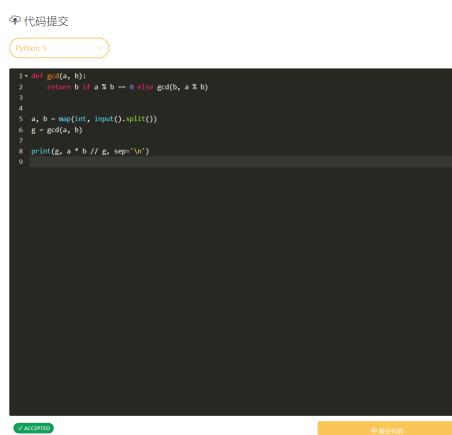 代码提交
Python 3
1 def gcd(a, b):
2     return b if a % b == 0 else gcd(b, a % b)
3
4
5 a, b = map(int, input().split())
6 g = gcd(a, b)
7
8 print(g, a * b // g, sep='\n')
9
ACCEPTED
提交代码